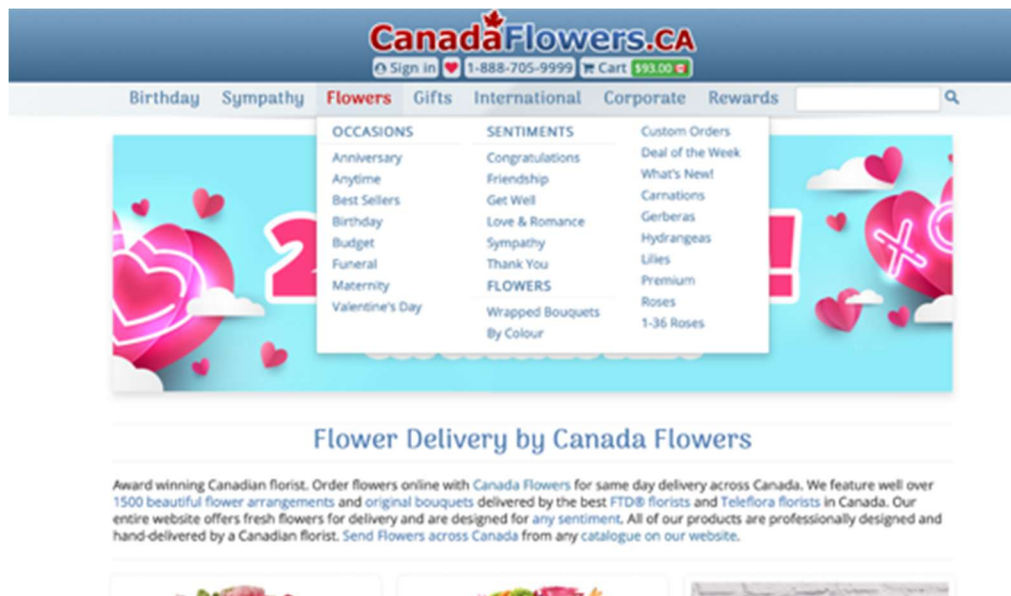 CanadaFlowers.CA
Sign in 1-888-705-9999 Cart $93.00
Birthday Sympathy Flowers Gifts International Corporate Rewards
OCCASIONS
Anniversary
Anytime
Best Sellers
Birthday
Budget
Funeral
Maternity
Valentine's Day
SENTIMENTS
Congratulations
Friendship
Get Well
Love & Romance
Sympathy
Thank You
FLOWERS
Wrapped Bouquets
By Colour
Custom Orders
Deal of the Week
What's New!
Carnations
Gerberas
Hydrangeas
Lilies
Premium
Roses
1-36 Roses
2
!
XO
Flower Delivery by Canada Flowers
Award winning Canadian florist. Order flowers online with Canada Flowers for same day delivery across Canada. We feature well over
1500 beautiful flower arrangements and original bouquets delivered by the best FTD® florists and Teleflora florists in Canada. Our
entire website offers fresh flowers for delivery and are designed for any sentiment. All of our products are professionally designed and
hand-delivered by a Canadian florist. Send Flowers across Canada from any catalogue on our website.